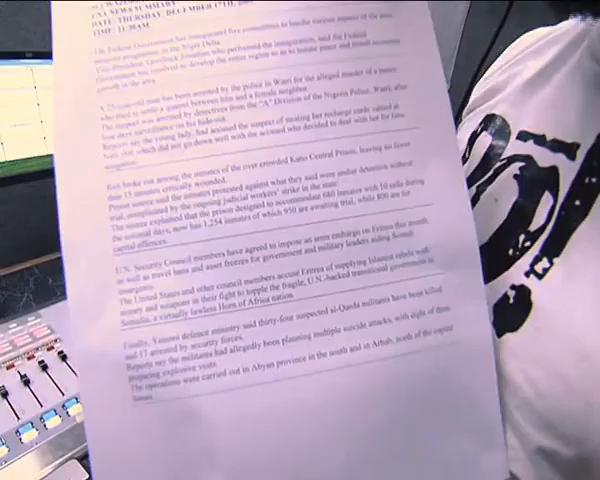 NEWS SUMMARY
DATE: THURSDAY, DECEMBER 17TH,
TIME: 11:30AM
The Federal Government has inaugurated five committees to handle various aspects of the
amnesty programme in the Niger Delta.
Vice-President, Goodluck Jonathan who performed the inauguration, said the Federal
Government has resolved to develop the entire region so as to initiate peace and economic
growth in the area.
A 25-year-old man has been arrested by the police in Warri for the alleged murder of a
who tried to settle a quarrel between him and a female neighbor.
The suspect was arrested by detectives from the "A" Division of the Nigeria Police, Warri, after
four days surveillance on his hide-out.
Reports say the young lady, had accused the suspect of stealing her recharge cards valued at
which did not go down well with the accused who decided to deal with her for false
Riot broke out among the inmates of the over crowded Kano Central Prison, leaving no fewer
than 15 inmates critically wounded.
Prison source said the inmates protested against what they said were undue detention without
trial, complicated by the ongoing judicial workers' strike in the state.
The source explained that the prison designed to accommodate 640 inmates with 10 cells during
the colonial days, now has 1,254 inmates of which 950 are awaiting trial, while 800 are for
capital offences.
U.N. Security Council members have agreed to impose an arms embargo on Eritrea this month,
as well as travel bans and asset freezes for government and military leaders aiding Somali
insurgents.
The United States and other council members accuse Eritrea of supplying Islamist rebels with
money and weapons in their fight to topple the fragile, U.N.-backed transitional government in
Somalia, a virtually lawless Horn of Africa nation.
Finally, Yemeni defence ministry said thirty-four suspected al-Qaeda militants have been killed
and 17 arrested by security forces.
Reports say the militants had allegedly been planning multiple suicide attacks, with eight of them
preparing explosive vests.
The operations were carried out in Abyan province in the south and in Arhab, north of the capital
Sanaa.